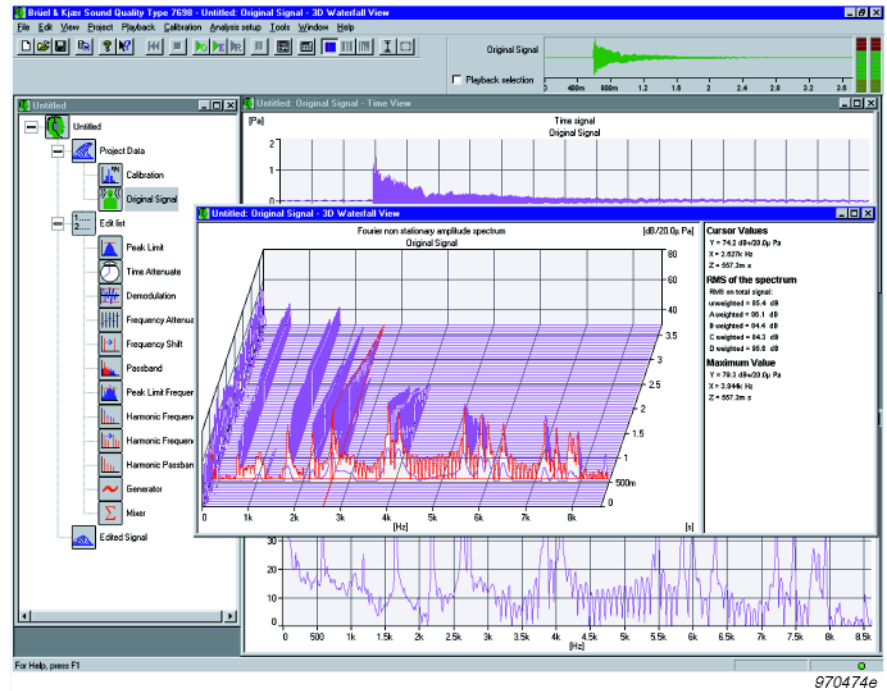 Brüel & Kjær Sound Quality Type 7698 - Untitled: Original Signal - 3D Waterfall View
File Edit View Project Playback Calibration Analysis setup Tools Window Help
Original Signal
Playback selection
0 400m 800m 1.2 1.6 2 2.4 2.8 3.2 3.6
Untitled
Untitled
Project Data
Calibration
Original Signal
1....
2....
Edit list
Peak Limit
Time Attenuate
Demodulation
Frequency Attenua
Frequency Shift
Passband
Peak Limit Frequer
Harmonic Frequen
Harmonic Frequen
Harmonic Passban
Generator
Mixer
Edited Signal
Untitled: Original Signal - Time View
[Pa]
Time signal
Original Signal
2
1
0
Untitled: Original Signal - 3D Waterfall View
Fourier non stationary amplitude spectrum
Original Signal
[dB/20.0µ Pa]
80
60
40
3.5
3
2.5
2
1.5
1
500m
0
0 1k 2k 3k 4k 5k 6k 7k 8k
[Hz]
[s]
Cursor Values
Y = 74.2 dB/20.0µ Pa
X = 3.627k Hz
Z = 557.3m s
RMS of the spectrum
RMS on total signal:
unweighted = 85.4 dB
A weighted = 86.1 dB
B weighted = 84.4 dB
C weighted = 84.3 dB
D weighted =
Maximum Value
Y = 78.3 dB/20.0µ Pa
X = 3.844k Hz
Z = 557.3m s
30
20
10
0
0 500 1k 1.5k 2k 2.5k 3k 3.5k 4k 4.5k 5k 5.5k 6k 6.5k 7k 7.5k 8k 8.5k
[Hz]
For Help, press F1
970474e